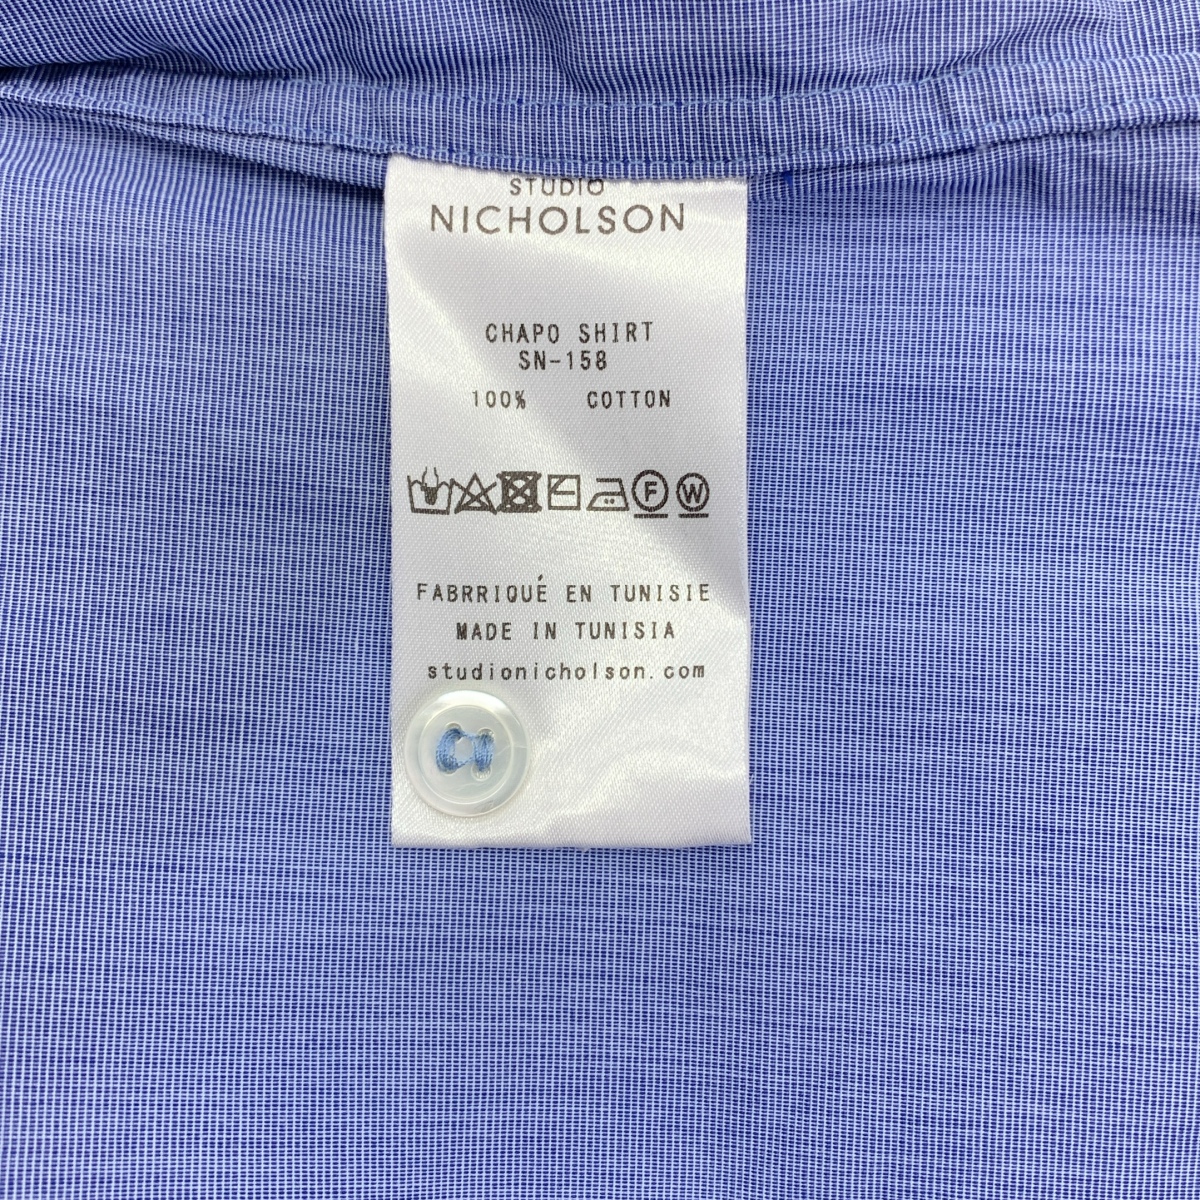 STUDIO
NICHOLSON
CHAPO SHIRT
SN-158
100% COTTON
F W
FABRRIQUÉ EN TUNISIE
MADE IN TUNISIA
studionicholson.com